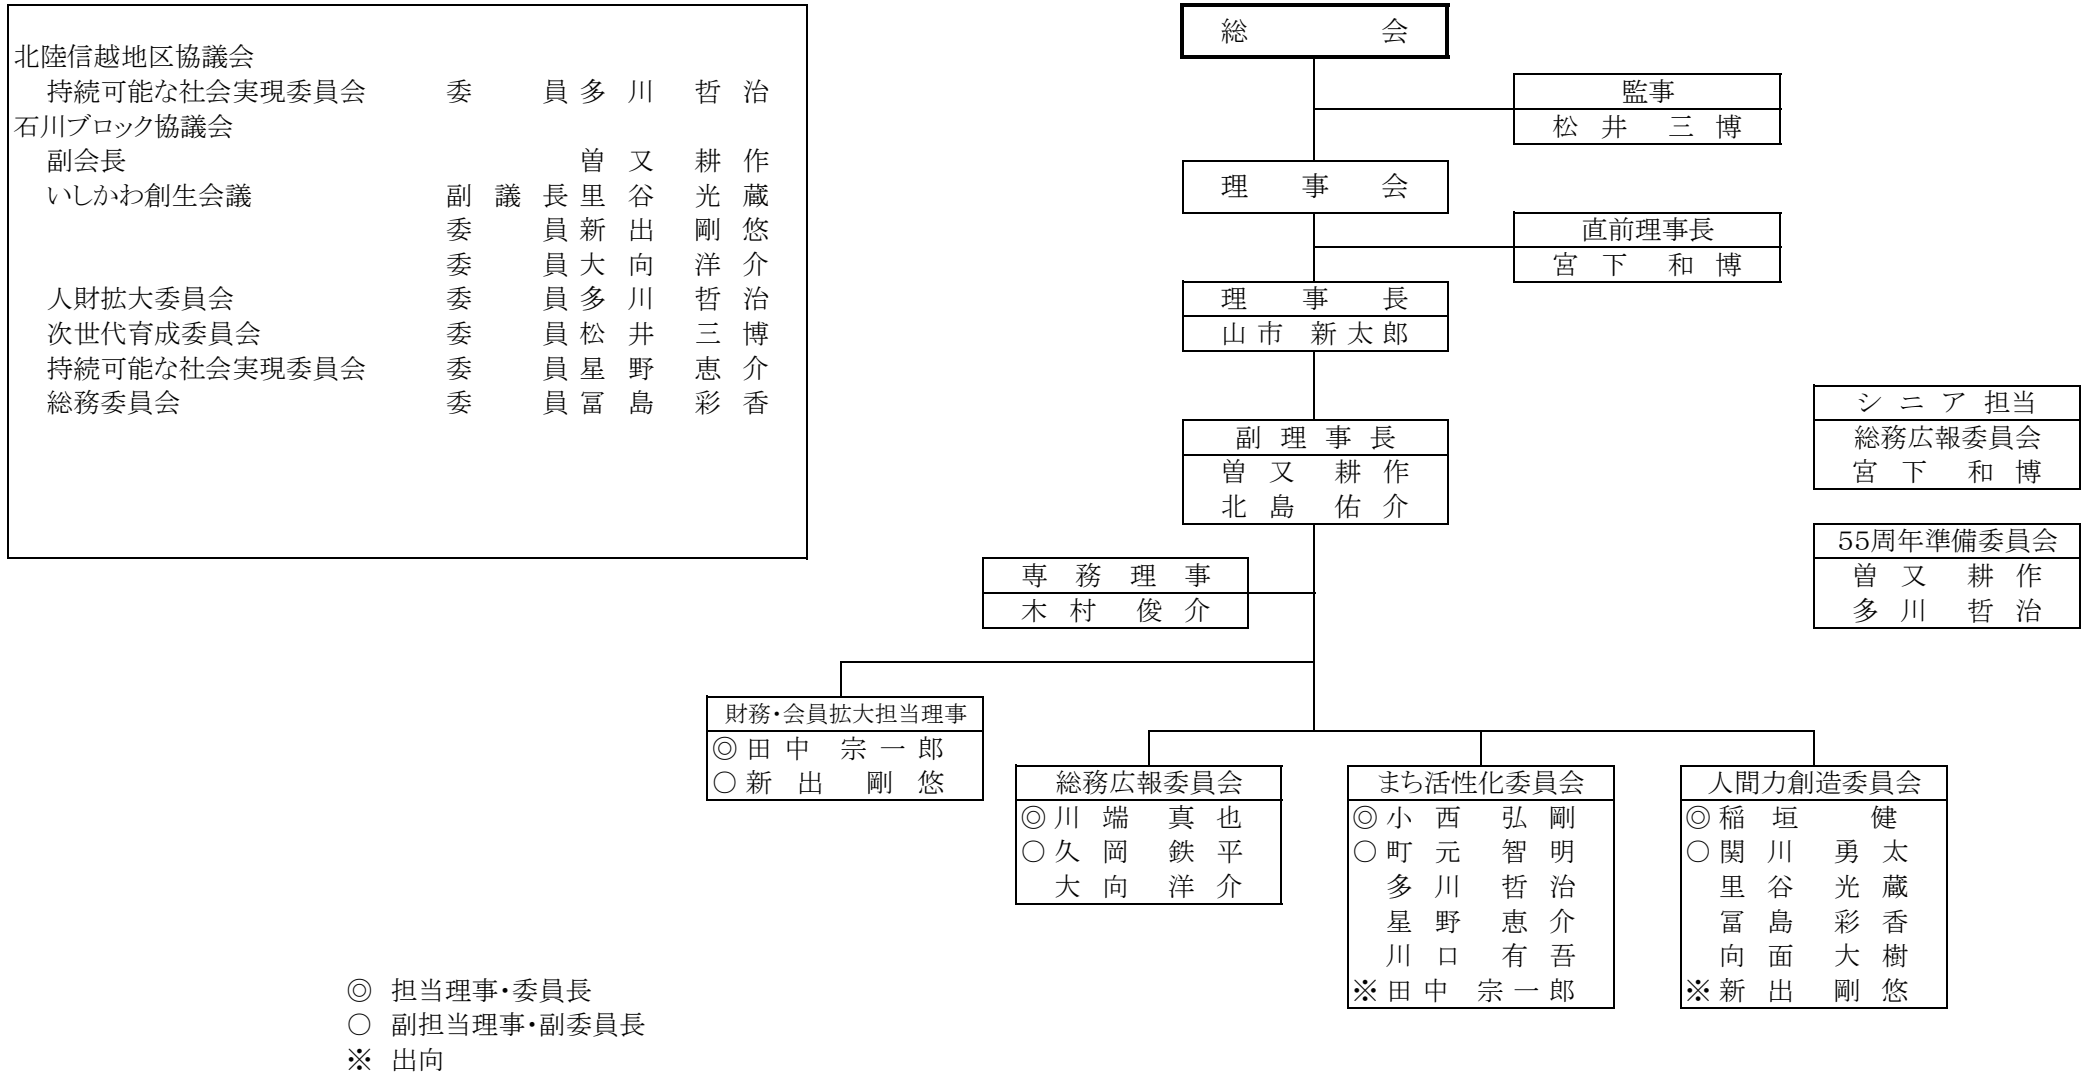 北陸信越地区協議会
持続可能な社会実現委員会 委 員 多 川 哲 治
石川ブロック協議会
副会長 曽 又 耕 作
いしかわ創生会議 副 議 長 里 谷 光 蔵
委 員 新 出 剛 悠
委 員 大 向 洋 介
人財拡大委員会 委 員 多 川 哲 治
次世代育成委員会 委 員 松 井 三 博
持続可能な社会実現委員会 委 員 星 野 恵 介
総務委員会 委 員 冨 島 彩 香
総 会
監事
松 井 三 博
理 事 会
直前理事長
宮 下 和 博
理 事 長
山 市 新 太 郎
副 理 事 長
曽 又 耕 作
北 島 佑 介
シ ニ ア 担当
総務広報委員会
宮 下 和 博
55周年準備委員会
曽 又 耕 作
多 川 哲 治
専 務 理 事
木 村 俊 介
財務・会員拡大担当理事
◎ 田 中 宗 一 郎
○ 新 出 剛 悠
総務広報委員会
◎ 川 端 真 也
○ 久 岡 鉄 平
大 向 洋 介
まち活性化委員会
◎ 小 西 弘 剛
○ 町 元 智 明
多 川 哲 治
星 野 恵 介
川 口 有 吾
※ 田 中 宗 一 郎
人間力創造委員会
◎ 稲 垣 健
○ 関 川 勇 太
里 谷 光 蔵
冨 島 彩 香
向 面 大 樹
※ 新 出 剛 悠
◎ 担当理事・委員長
○ 副担当理事・副委員長
※ 出向